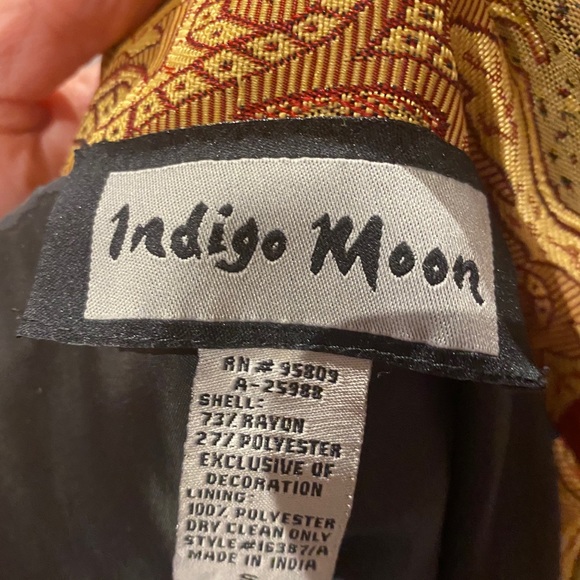 Indigo Moon
RN # 95809
A-25988
SHELL:
73% RAYON
27% POLYESTER
EXCLUSIVE OF
DECORATION
LINING:
100% POLYESTER
DRY CLEAN ONLY
STYLE#16387/A
MADE IN INDIA
S